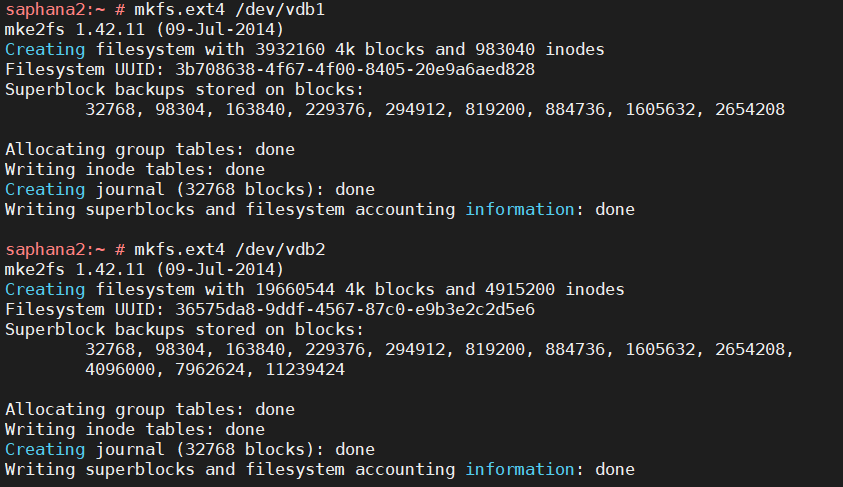 saphana2:~ # mkfs.ext4 /dev/vdb1
mke2fs 1.42.11 (09-Jul-2014)
Creating filesystem with 3932160 4k blocks and 983040 inodes
Filesystem UUID: 3b708638-4f67-4f00-8405-20e9a6aed828
Superblock backups stored on blocks:
        32768, 98304, 163840, 229376, 294912, 819200, 884736, 1605632, 2654208

Allocating group tables: done
Writing inode tables: done
Creating journal (32768 blocks): done
Writing superblocks and filesystem accounting information: done

saphana2:~ # mkfs.ext4 /dev/vdb2
mke2fs 1.42.11 (09-Jul-2014)
Creating filesystem with 19660544 4k blocks and 4915200 inodes
Filesystem UUID: 36575da8-9ddf-4567-87c0-e9b3e2c2d5e6
Superblock backups stored on blocks:
        32768, 98304, 163840, 229376, 294912, 819200, 884736, 1605632, 2654208,
        4096000, 7962624, 11239424

Allocating group tables: done
Writing inode tables: done
Creating journal (32768 blocks): done
Writing superblocks and filesystem accounting information: done